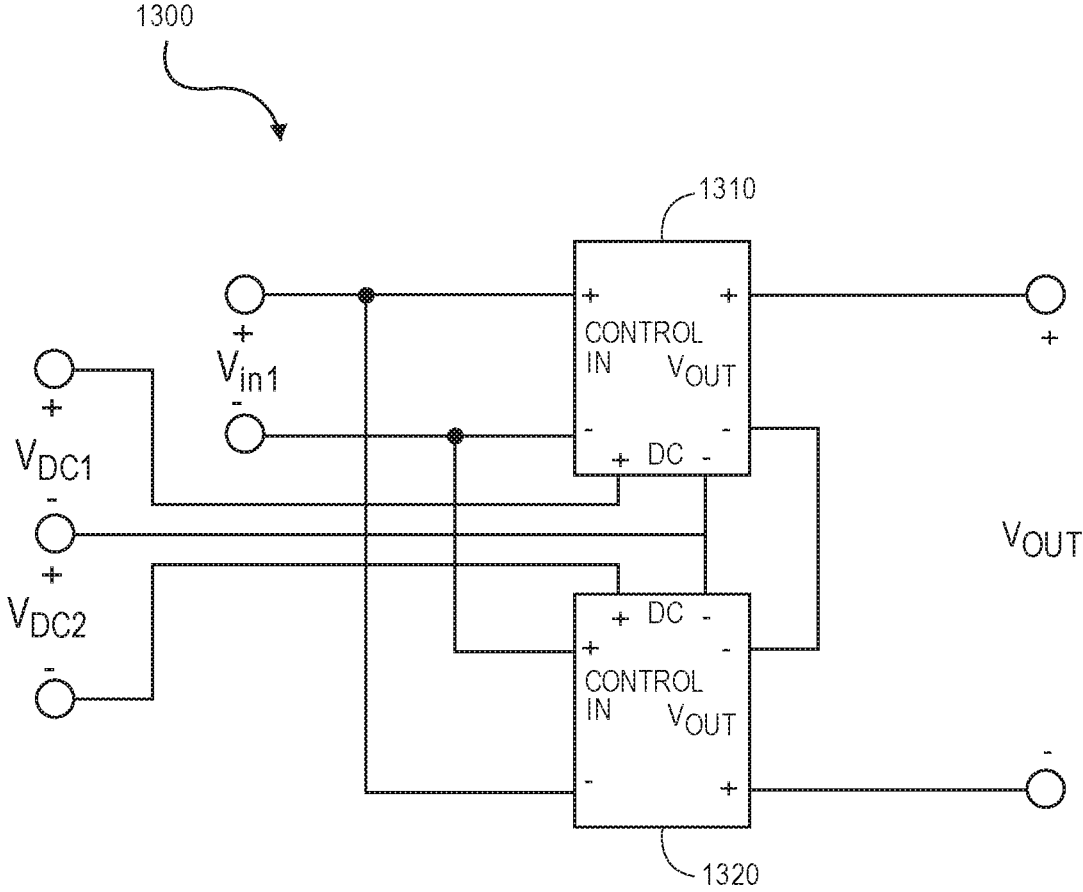 1300
1310
+ +
+
CONTROL
IN VOUT
+
Vin1
-
+
- -
+ DC -
VDC1
-
+
VOUT
VDC2
-
+ DC -
+ -
CONTROL
IN VOUT
-
- +
1320